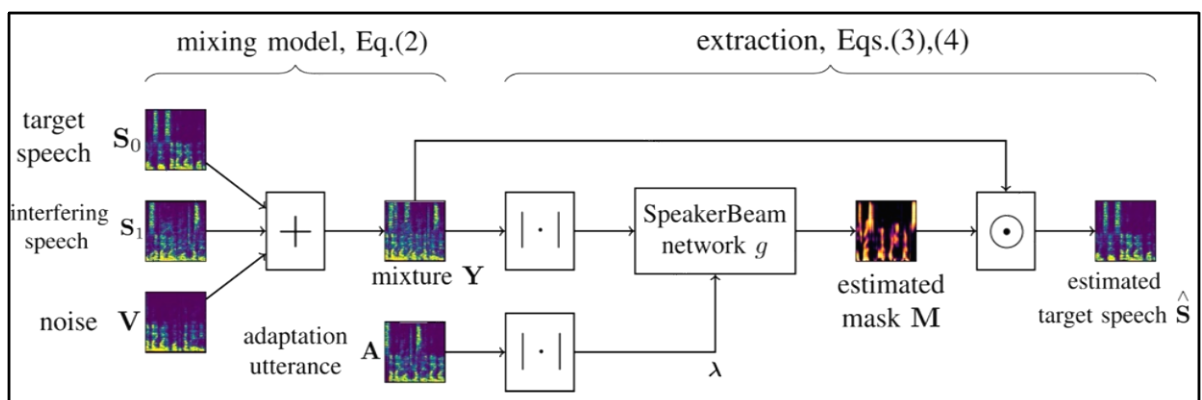 mixing model, Eq.(2)
extraction, Eqs.(3),(4)
target
speech S₀
interfering
speech S₁
noise V
+
mixture Y
adaptation
utterance A
| · |
| · |
SpeakerBeam
network g
λ
estimated
mask M
⊙
estimated
target speech Ŝ